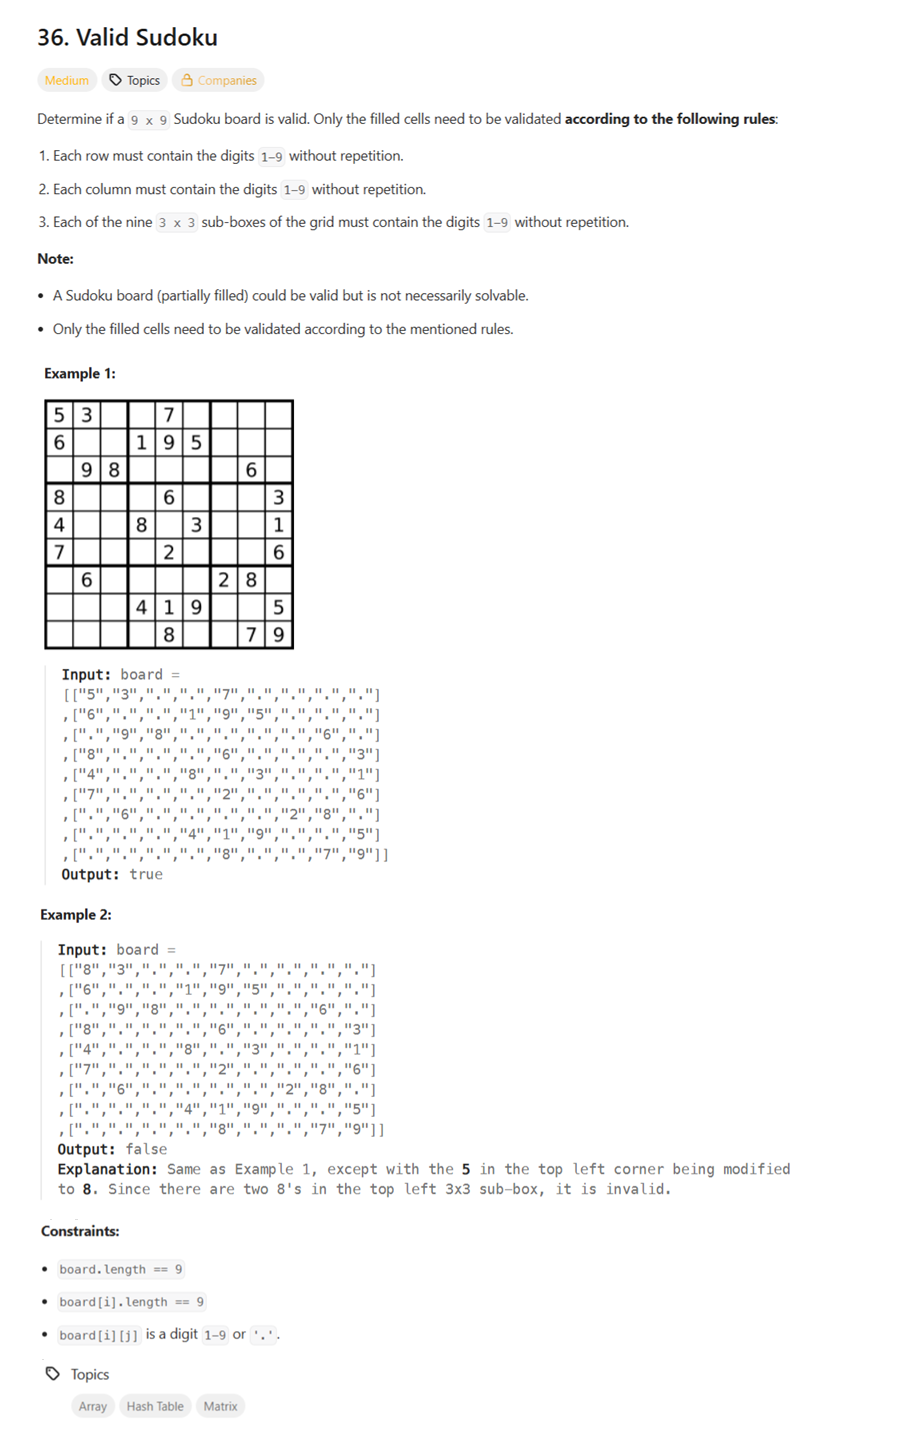 36. Valid Sudoku
Medium Topics Companies
Determine if a 9 x 9 Sudoku board is valid. Only the filled cells need to be validated according to the following rules:
1. Each row must contain the digits 1-9 without repetition.
2. Each column must contain the digits 1-9 without repetition.
3. Each of the nine 3 x 3 sub-boxes of the grid must contain the digits 1-9 without repetition.
Note:
• A Sudoku board (partially filled) could be valid but is not necessarily solvable.
• Only the filled cells need to be validated according to the mentioned rules.
Example 1:
5 3 7
6 1 9 5
9 8 6
8 6 3
4 8 3 1
7 2 6
6 2 8
4 1 9 5
8 7 9
Input: board =
[["5","3",".",".","7",".",".",".","."]
,["6",".",".","1","9","5",".",".","."]
,[".","9","8",".",".",".",".","6","."]
,["8",".",".",".","6",".",".",".","3"]
,["4",".",".","8",".","3",".",".","1"]
,["7",".",".",".","2",".",".",".","6"]
,[".","6",".",".",".",".","2","8","."]
,[".",".",".","4","1","9",".",".","5"]
,[".",".",".",".","8",".",".","7","9"]]
Output: true
Example 2:
Input: board =
[["8","3",".",".","7",".",".",".","."]
,["6",".",".","1","9","5",".",".","."]
,[".","9","8",".",".",".",".","6","."]
,["8",".",".",".","6",".",".",".","3"]
,["4",".",".","8",".","3",".",".","1"]
,["7",".",".",".","2",".",".",".","6"]
,[".","6",".",".",".",".","2","8","."]
,[".",".",".","4","1","9",".",".","5"]
,[".",".",".",".","8",".",".","7","9"]]
Output: false
Explanation: Same as Example 1, except with the 5 in the top left corner being modified
to 8. Since there are two 8's in the top left 3x3 sub-box, it is invalid.
Constraints:
• board.length == 9
• board[i].length == 9
• board[i][j] is a digit 1-9 or '.'.
Topics
Array Hash Table Matrix